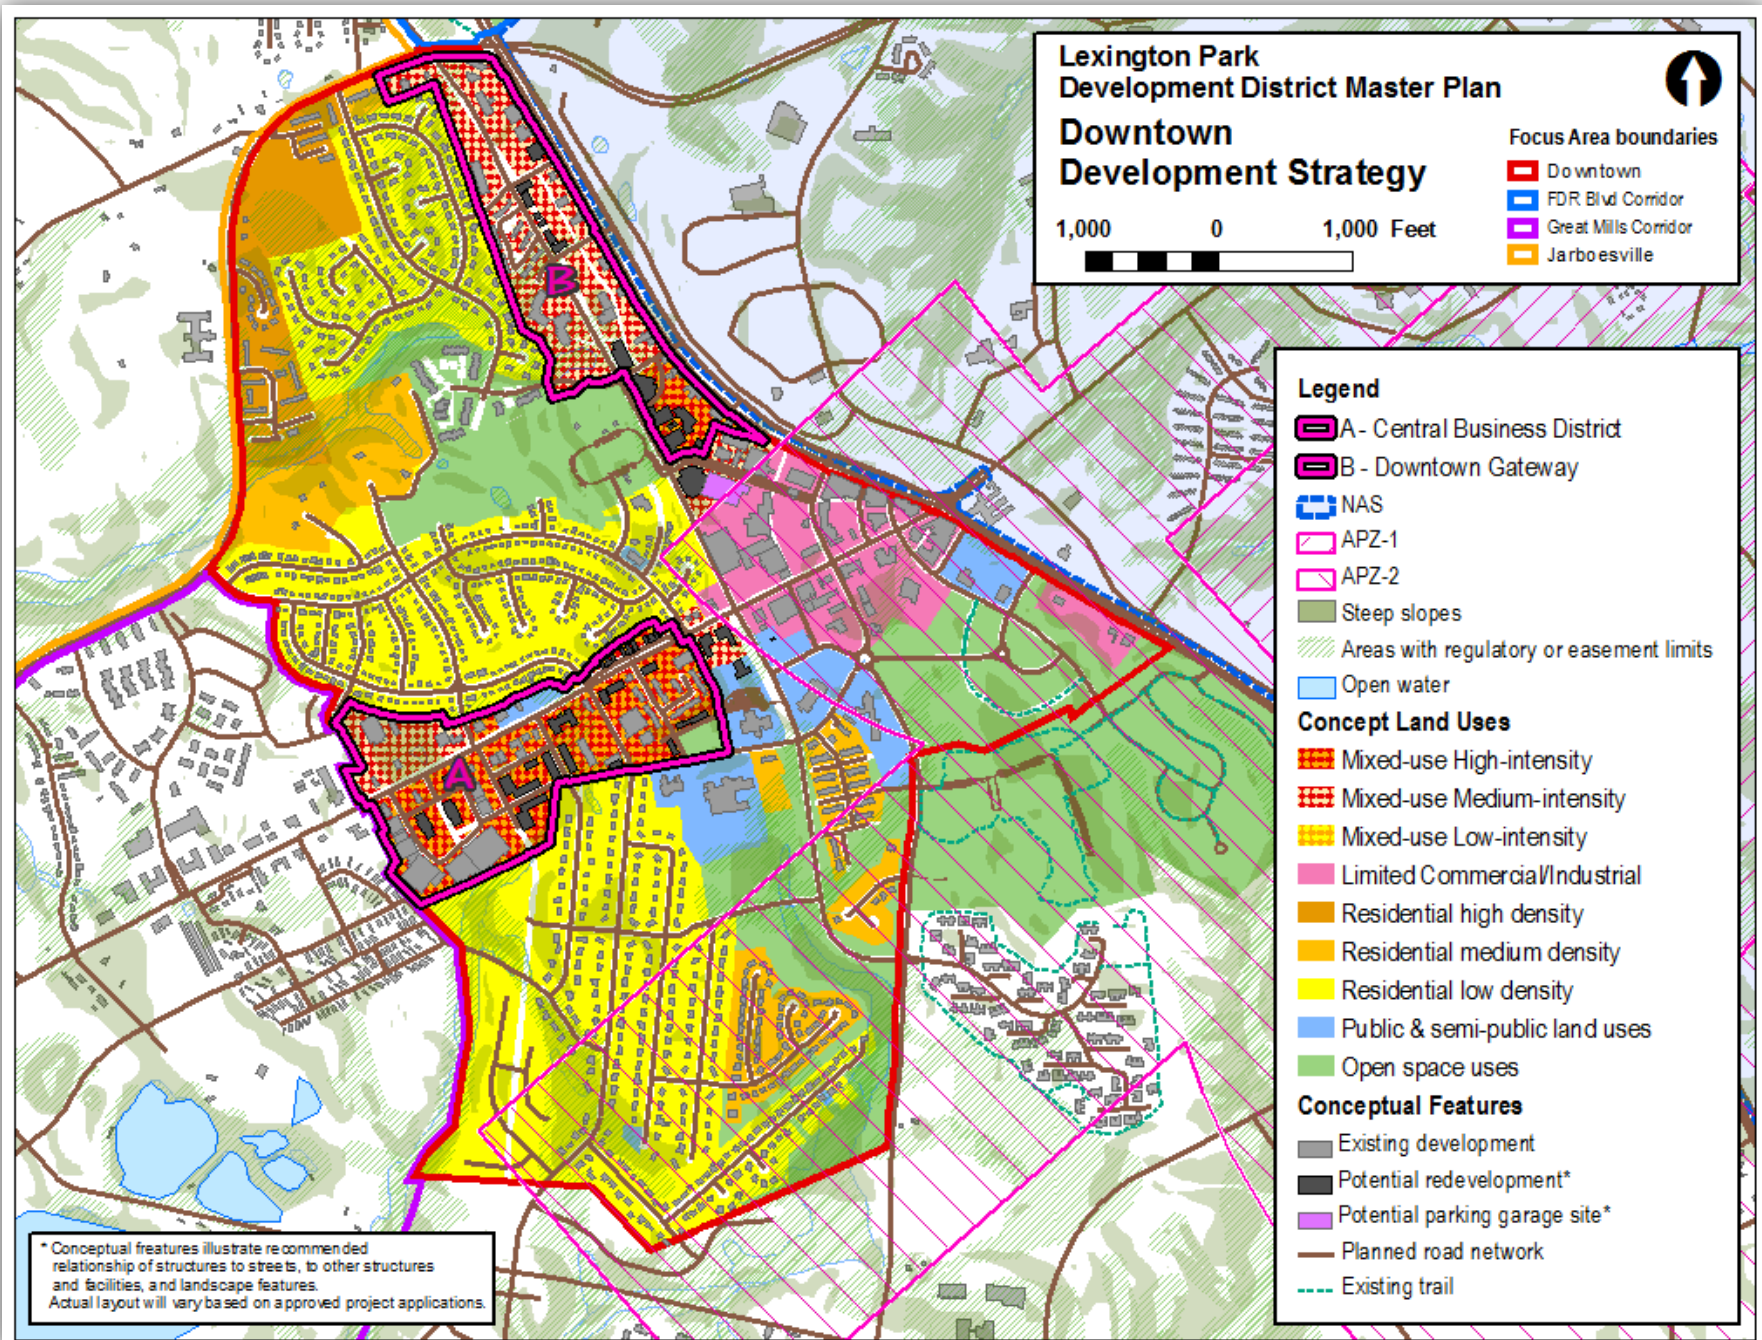 Lexington Park
Development District Master Plan
Downtown
Development Strategy
1,000 0 1,000 Feet
Focus Area boundaries
Downtown
FDR Blvd Corridor
Great Mills Corridor
Jarboesville
B
A
Legend
A - Central Business District
B - Downtown Gateway
NAS
APZ-1
APZ-2
Steep slopes
Areas with regulatory or easement limits
Open water
Concept Land Uses
Mixed-use High-intensity
Mixed-use Medium-intensity
Mixed-use Low-intensity
Limited Commercial/Industrial
Residential high density
Residential medium density
Residential low density
Public & semi-public land uses
Open space uses
Conceptual Features
Existing development
Potential redevelopment*
Potential parking garage site*
Planned road network
Existing trail
* Conceptual freatures illustrate recommended
relationship of structures to streets, to other structures
and facilities, and landscape features.
Actual layout will vary based on approved project applications.